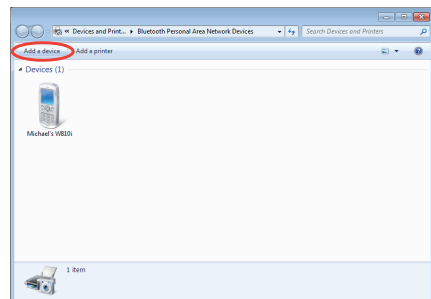 « Devices and Print... ▸ Bluetooth Personal Area Network Devices
Search Devices and Printers
Add a device Add a printer
Devices (1)
Michael's W810i
1 item